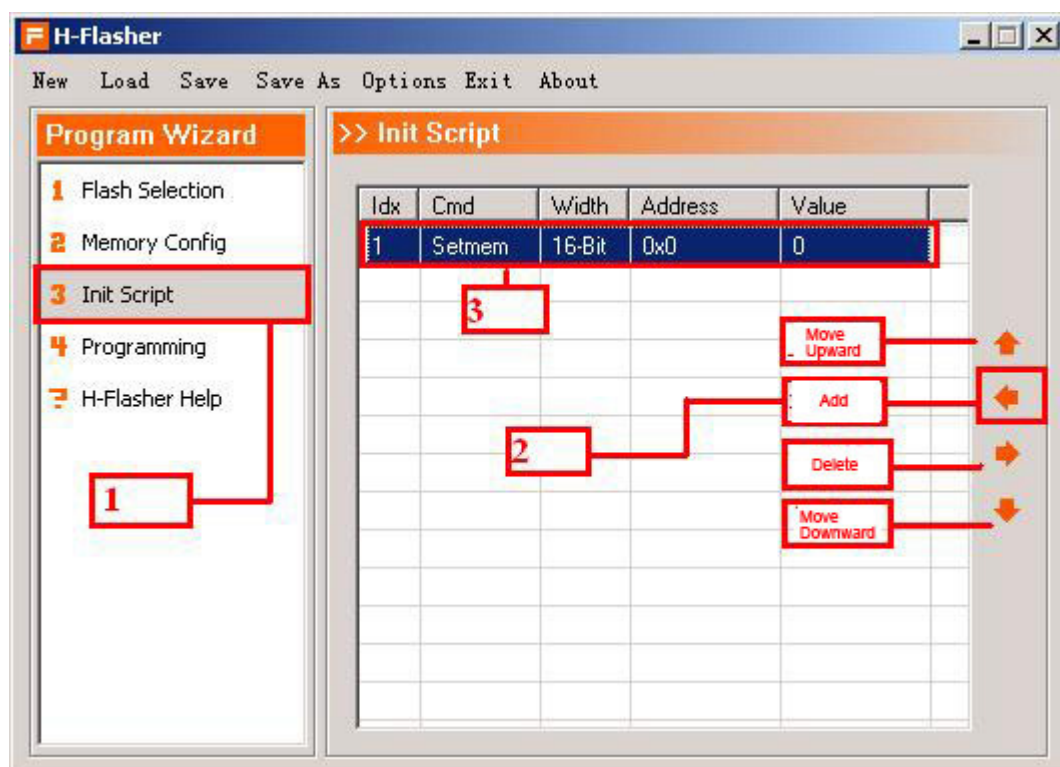 H-Flasher
New Load Save Save As Options Exit About
Program Wizard
1 Flash Selection
2 Memory Config
3 Init Script
4 Programming
? H-Flasher Help
1
>> Init Script
Idx Cmd Width Address Value
1 Setmem 16-Bit 0x0 0
3
Move
Upward
Add
2
Delete
Move
Downward